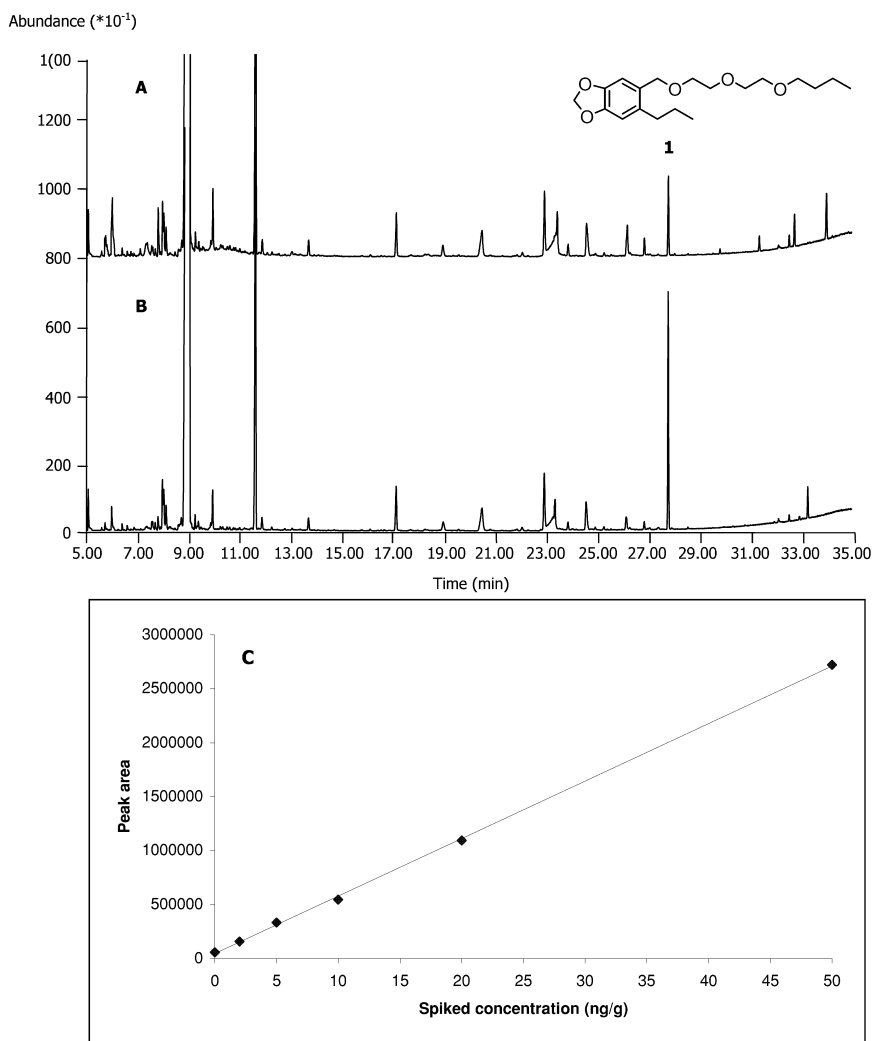 Abundance (*10-1)
1(00
A
1200
1000
1
800
B
600
400
200
0
5.00 7.00 9.00 11.00 13.00 15.00 17.00 19.00 21.00 23.00 25.00 27.00 29.00 31.00 33.00 35.00
Time (min)
O O O O O
3000000
C
2500000
2000000
1500000
1000000
500000
0
Peak area
0 5 10 15 20 25 30 35 40 45 50
Spiked concentration (ng/g)